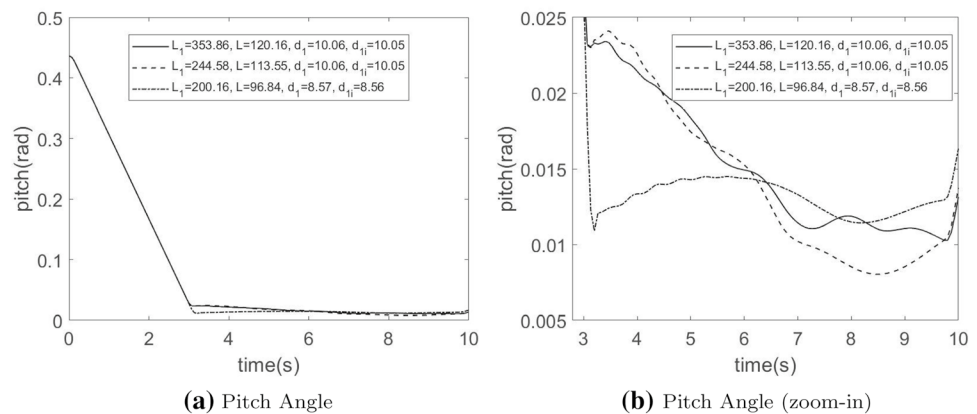 0.5
0.4
0.3
0.2
0.1
0
pitch(rad)
L1=353.86, L=120.16, d1=10.06, d1i=10.05
L1=244.58, L=113.55, d1=10.06, d1i=10.05
L1=200.16, L=96.84, d1=8.57, d1i=8.56
0 2 4 6 8 10
time(s)
(a) Pitch Angle
0.025
0.02
0.015
0.01
0.005
pitch(rad)
L1=353.86, L=120.16, d1=10.06, d1i=10.05
L1=244.58, L=113.55, d1=10.06, d1i=10.05
L1=200.16, L=96.84, d1=8.57, d1i=8.56
3 4 5 6 7 8 9 10
time(s)
(b) Pitch Angle (zoom-in)